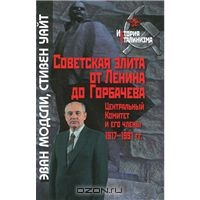 ЭВАН МОДСЛИ, СТИВЕН УАЙТ
История
Сталинизма
Советская элита
от Ленина
до Горбачева
Центральный
Комитет
и его члены
1917–1991 гг.
OZON.RU